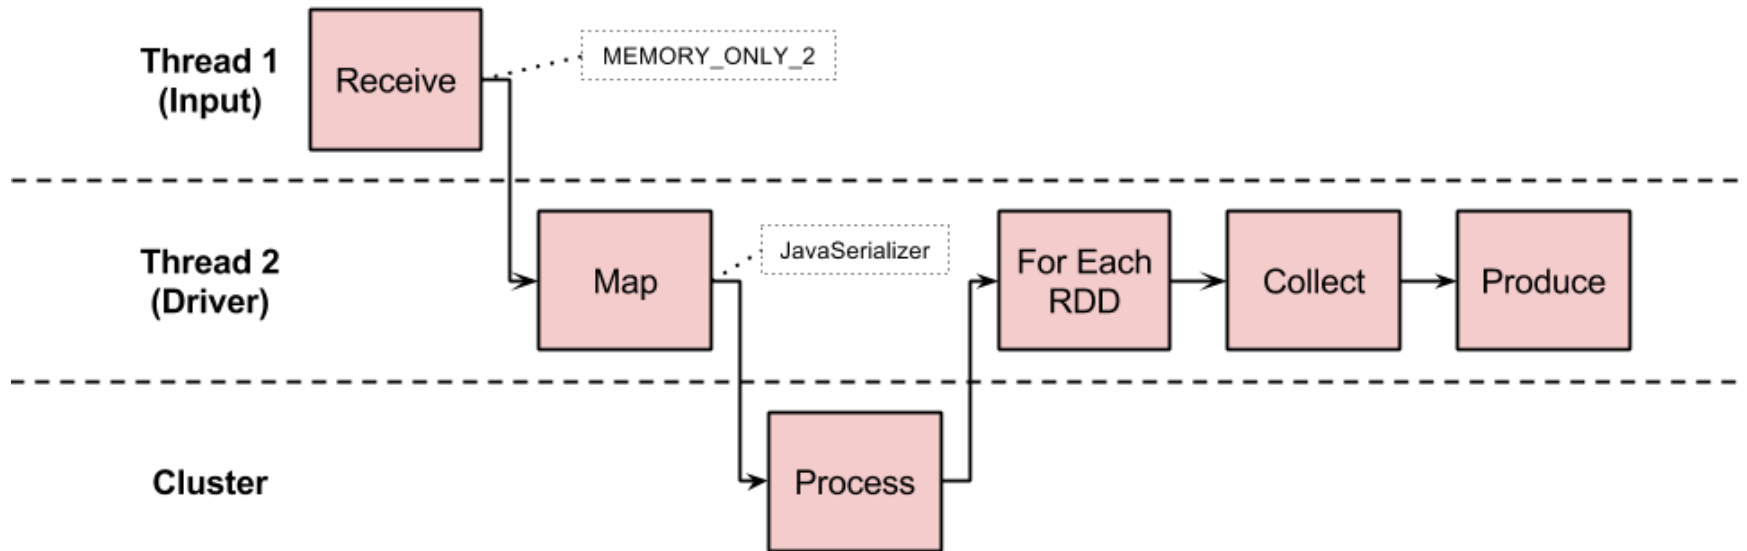 Thread 1
(Input)
Receive
MEMORY_ONLY_2
Thread 2
(Driver)
Map
JavaSerializer
For Each
RDD
Collect
Produce
Cluster
Process